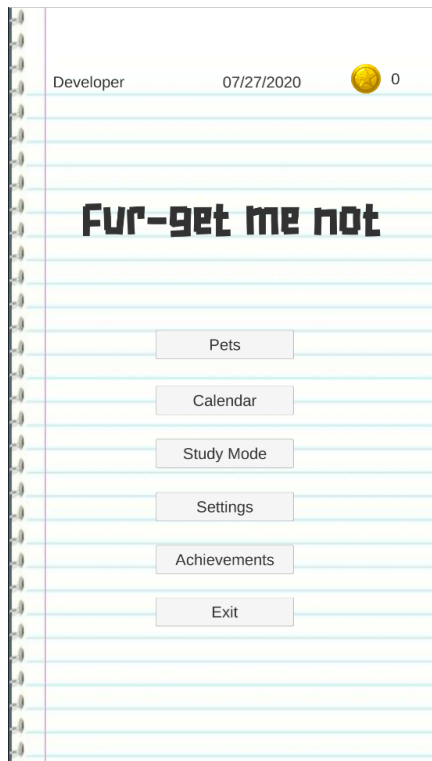 Developer 07/27/2020 0
Fur-get me not
Pets
Calendar
Study Mode
Settings
Achievements
Exit